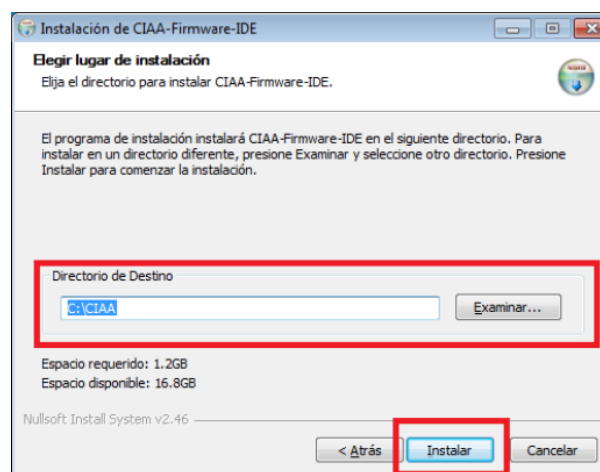 Instalación de CIAA-Firmware-IDE
Elegir lugar de instalación
Elija el directorio para instalar CIAA-Firmware-IDE.
El programa de instalación instalará CIAA-Firmware-IDE en el siguiente directorio. Para
instalar en un directorio diferente, presione Examinar y seleccione otro directorio. Presione
Instalar para comenzar la instalación.
Directorio de Destino
C:\CIAA
Examinar...
Espacio requerido: 1.2GB
Espacio disponible: 16.8GB
Nullsoft Install System v2.46
< Atrás
Instalar
Cancelar